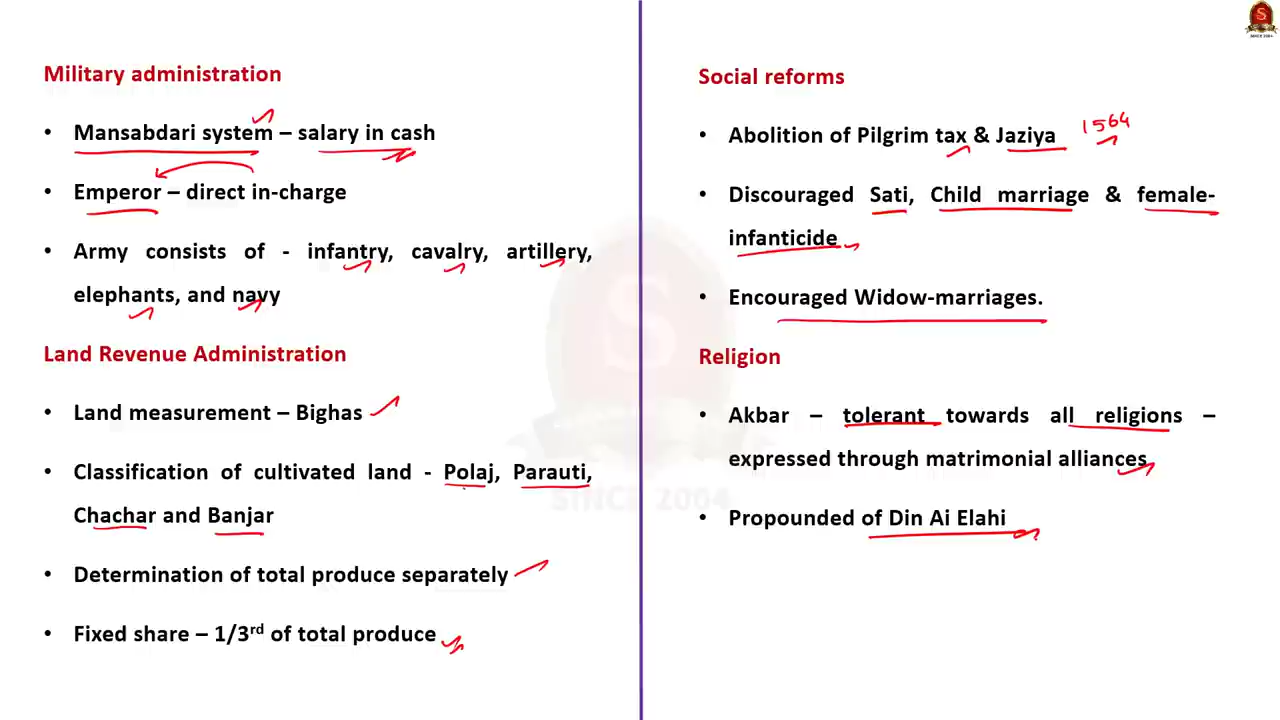 Military administration
• Mansabdari system – salary in cash
• Emperor – direct in-charge
• Army consists of - infantry, cavalry, artillery,
elephants, and navy
Land Revenue Administration
• Land measurement – Bighas
• Classification of cultivated land - Polaj, Parauti,
Chachar and Banjar
• Determination of total produce separately
• Fixed share – 1/3rd of total produce
Social reforms
• Abolition of Pilgrim tax & Jaziya 1564
• Discouraged Sati, Child marriage & female-
infanticide
• Encouraged Widow-marriages.
Religion
• Akbar – tolerant towards all religions –
expressed through matrimonial alliances
• Propounded of Din Ai Elahi
S
SINCE 2004
S
SINCE 2004